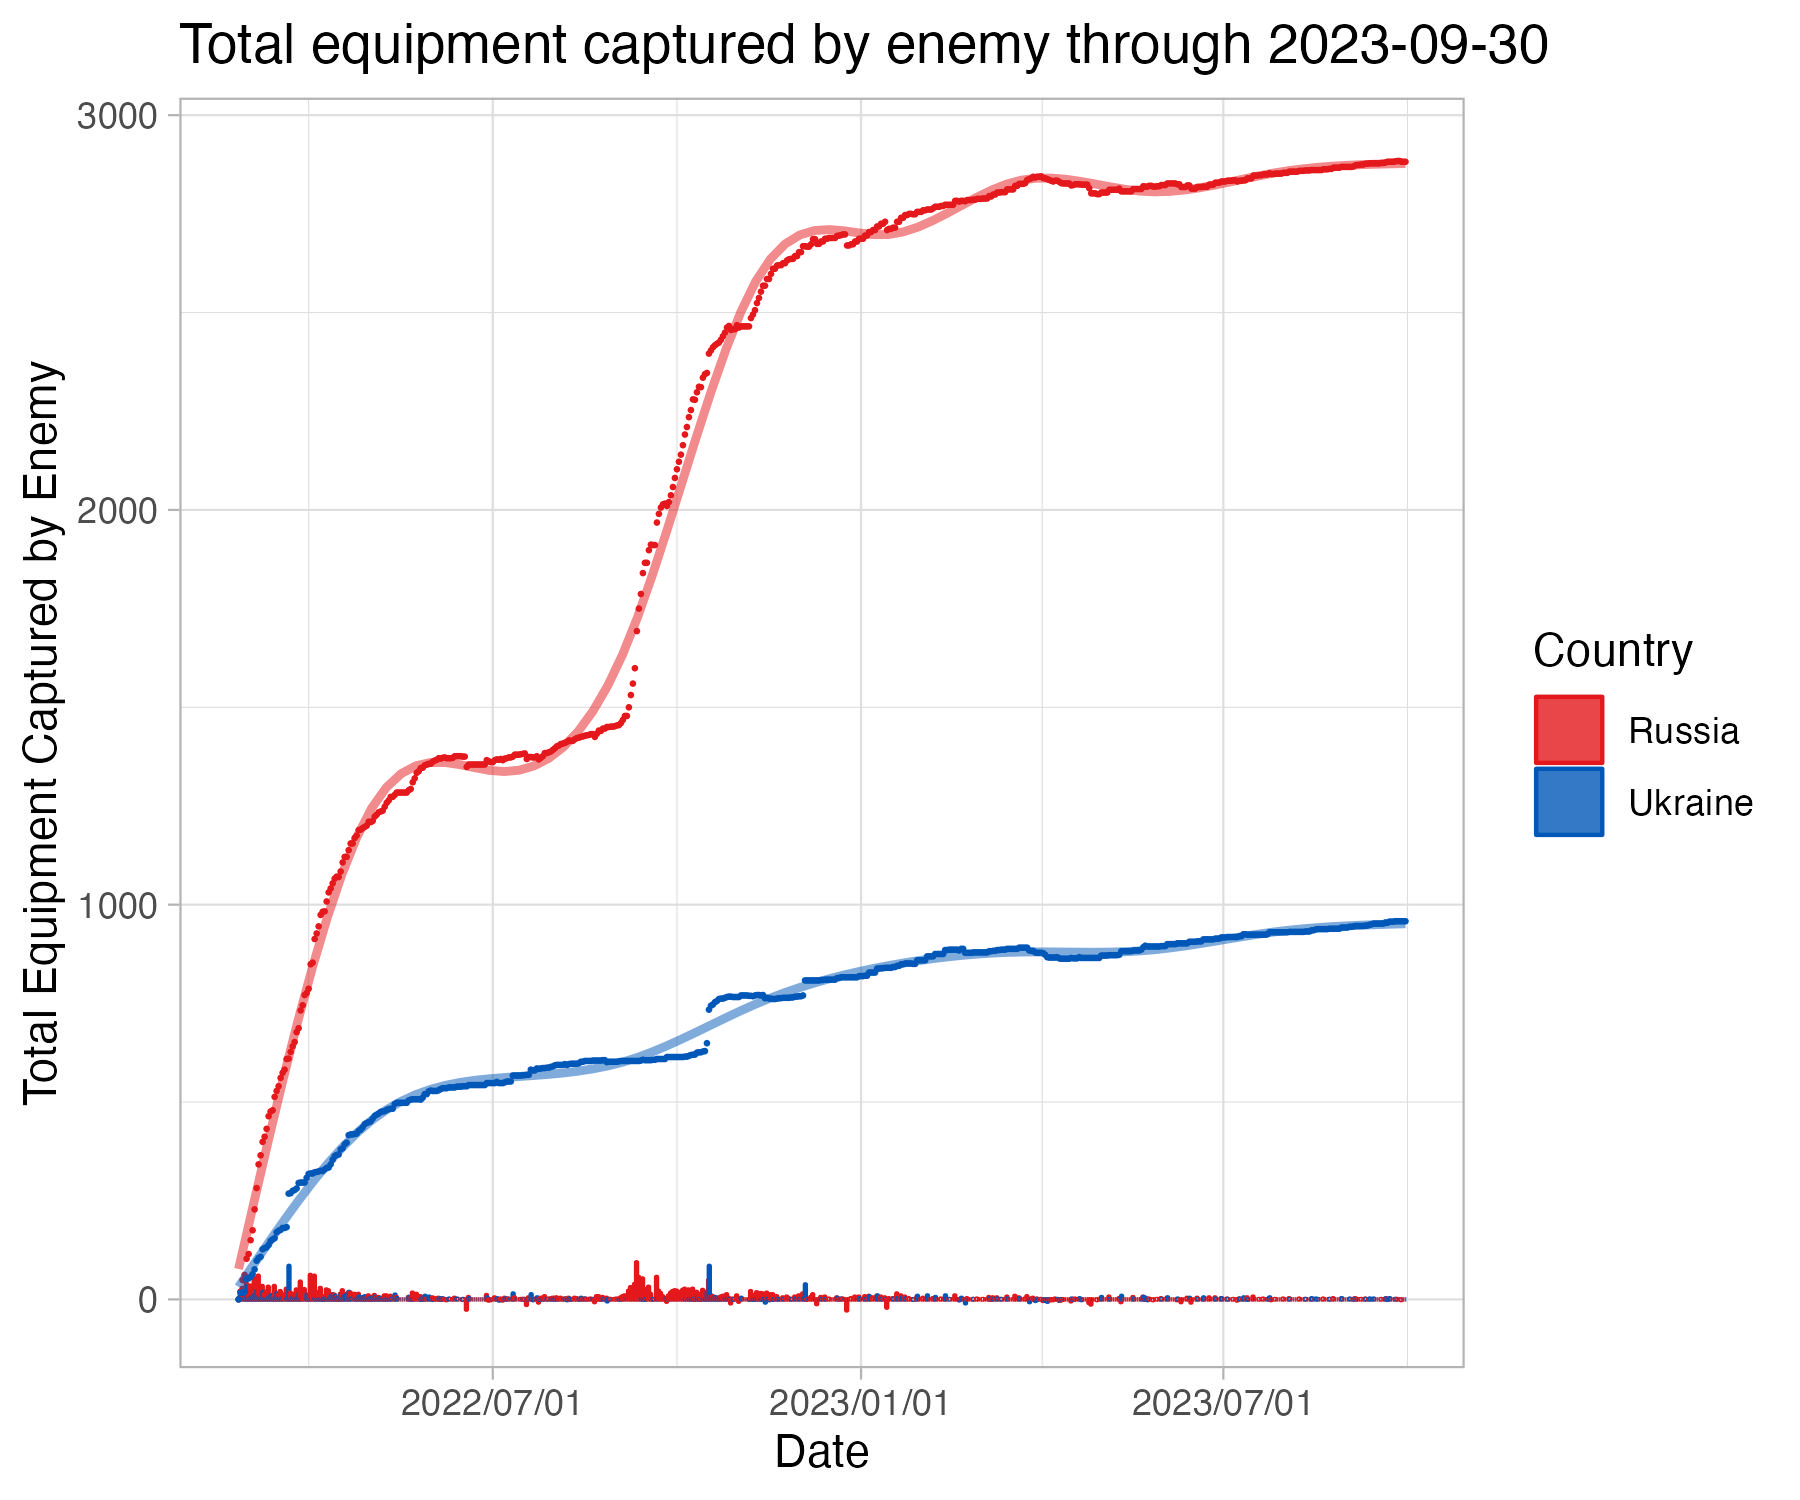 Total equipment captured by enemy through 2023-09-30
Total Equipment Captured by Enemy
3000
2000
1000
0
2022/07/01
2023/01/01
2023/07/01
Date
Country
Russia
Ukraine